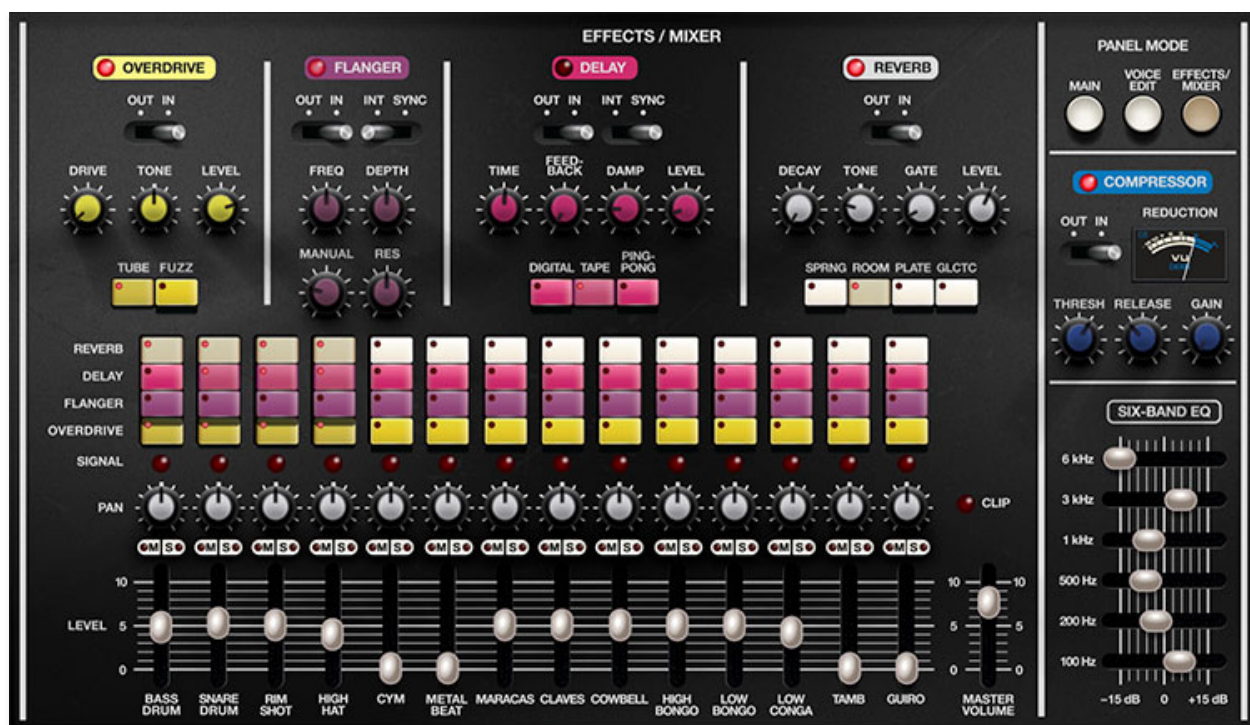 EFFECTS / MIXER
OVERDRIVE
OUT IN
DRIVE TONE LEVEL
TUBE FUZZ
FLANGER
OUT IN INT SYNC
FREQ DEPTH
MANUAL RES
DELAY
OUT IN INT SYNC
TIME FEED-
BACK DAMP LEVEL
DIGITAL TAPE PING-
PONG
REVERB
OUT IN
DECAY TONE GATE LEVEL
SPRNG ROOM PLATE GLCTC
PANEL MODE
MAIN VOICE
EDIT EFFECTS/
MIXER
COMPRESSOR
OUT IN REDUCTION
VU
THRESH RELEASE GAIN
REVERB
DELAY
FLANGER
OVERDRIVE
SIGNAL
PAN
CLIP
M S M S M S M S M S M S M S M S M S M S M S M S M S M S
10 10 10
LEVEL 5 5 5
0 0 0
BASS
DRUM
SNARE
DRUM
RIM
SHOT
HIGH
HAT
CYM
METAL
BEAT
MARACAS
CLAVES
COWBELL
HIGH
BONGO
LOW
BONGO
LOW
CONGA
TAMB
GUIRO
MASTER
VOLUME
SIX-BAND EQ
6 kHz
3 kHz
1 kHz
500 Hz
200 Hz
100 Hz
-15 dB 0 +15 dB